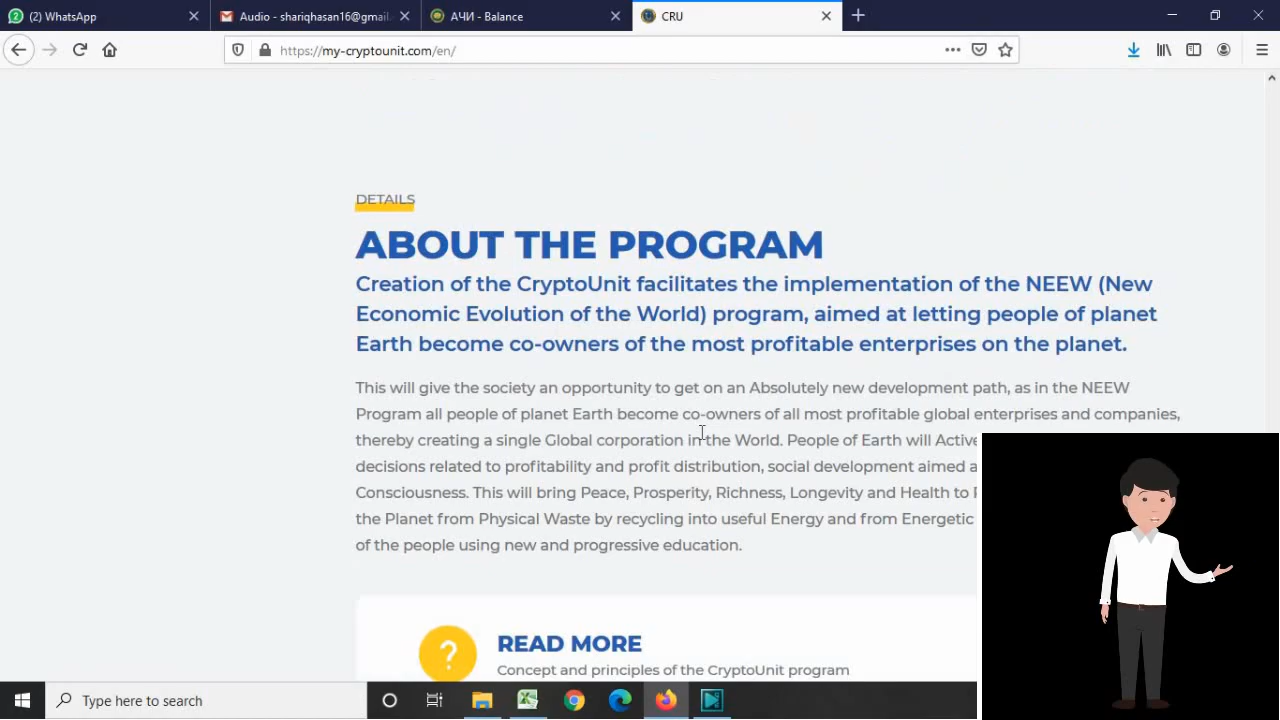 (2) WhatsApp
Audio - shariqhasan16@gmail.
АЧИ - Balance
CRU
https://my-cryptounit.com/en/
DETAILS
ABOUT THE PROGRAM
Creation of the CryptoUnit facilitates the implementation of the NEEW (New
Economic Evolution of the World) program, aimed at letting people of planet
Earth become co-owners of the most profitable enterprises on the planet.
This will give the society an opportunity to get on an Absolutely new development path, as in the NEEW
Program all people of planet Earth become co-owners of all most profitable global enterprises and companies,
thereby creating a single Global corporation in the World. People of Earth will Active
decisions related to profitability and profit distribution, social development aimed a
Consciousness. This will bring Peace, Prosperity, Richness, Longevity and Health to
the Planet from Physical Waste by recycling into useful Energy and from Energetic
of the people using new and progressive education.
?
READ MORE
Concept and principles of the CryptoUnit program
Type here to search